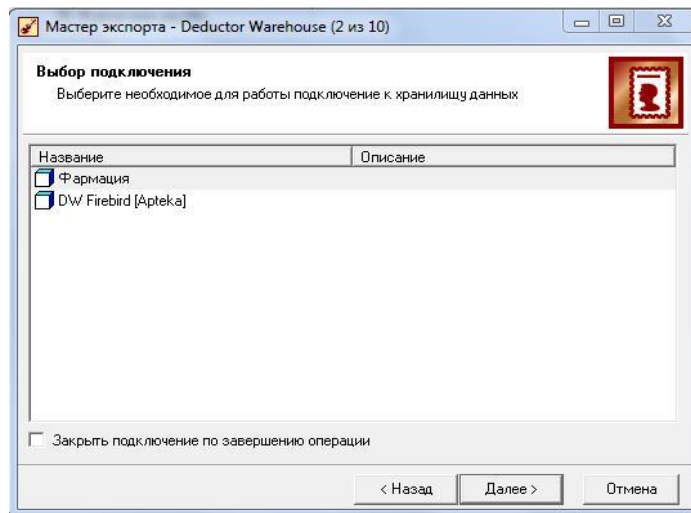 Мастер экспорта - Deductor Warehouse (2 из 10)
Выбор подключения
Выберите необходимое для работы подключение к хранилищу данных
Название Описание
Фармация
DW Firebird [Apteka]
Закрыть подключение по завершению операции
< Назад Далее > Отмена